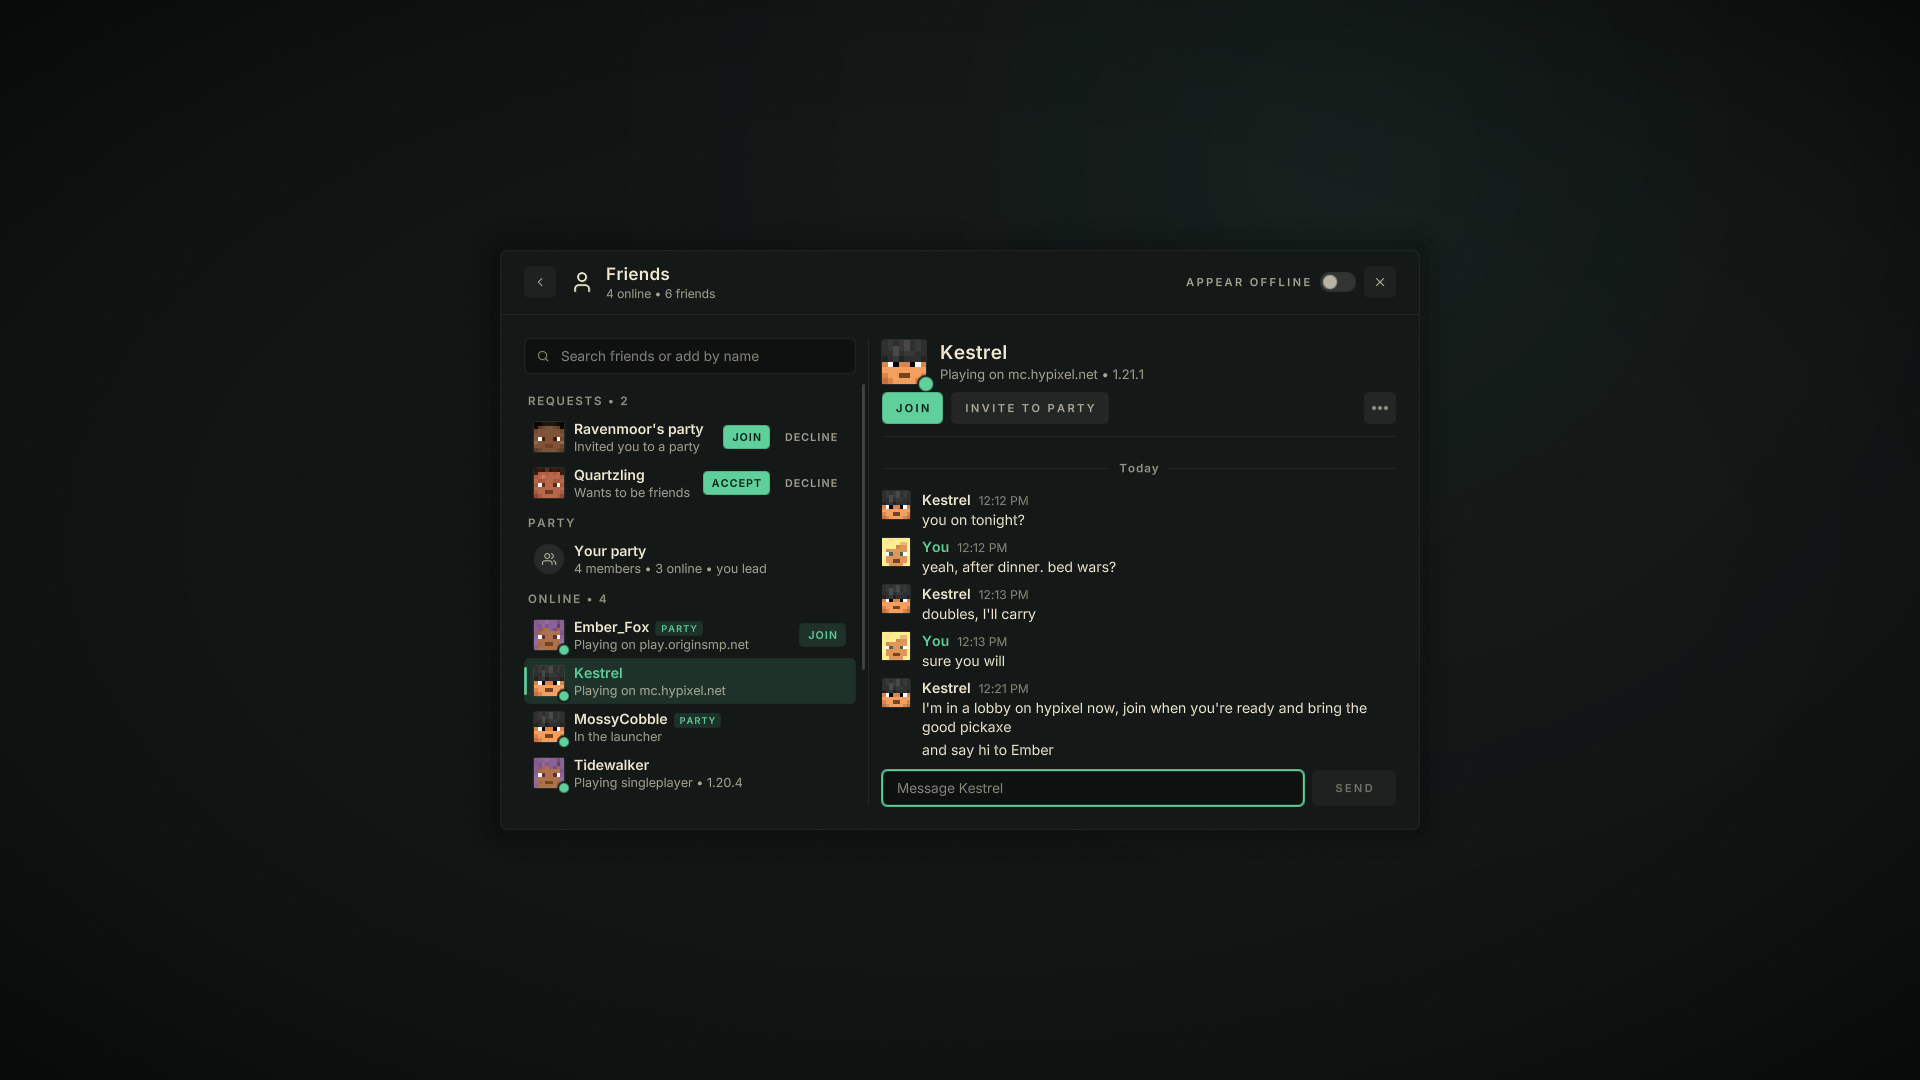 Friends
4 online • 6 friends
APPEAR OFFLINE
Search friends or add by name
REQUESTS • 2
Ravenmoor's party
Invited you to a party
JOIN
DECLINE
Quartzling
Wants to be friends
ACCEPT
DECLINE
PARTY
Your party
4 members • 3 online • you lead
ONLINE • 4
Ember_Fox PARTY
Playing on play.originsmp.net
JOIN
Kestrel
Playing on mc.hypixel.net
MossyCobble PARTY
In the launcher
Tidewalker
Playing singleplayer • 1.20.4
Kestrel
Playing on mc.hypixel.net • 1.21.1
JOIN
INVITE TO PARTY
Today
Kestrel 12:12 PM
you on tonight?
You 12:12 PM
yeah, after dinner. bed wars?
Kestrel 12:13 PM
doubles, I'll carry
You 12:13 PM
sure you will
Kestrel 12:21 PM
I'm in a lobby on hypixel now, join when you're ready and bring the
good pickaxe
and say hi to Ember
Message Kestrel
SEND